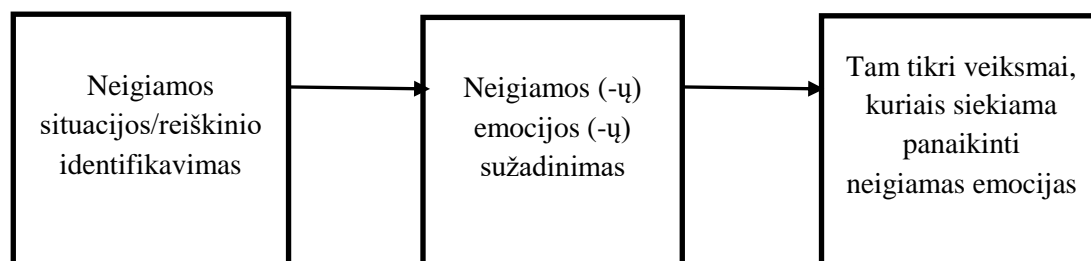 Neigiamos
situacijos/reiškinio
identifikavimas
Neigiamos (-ų)
emocijos (-ų)
sužadinimas
Tam tikri veiksmai,
kuriais siekiama
panaikinti
neigiamas emocijas